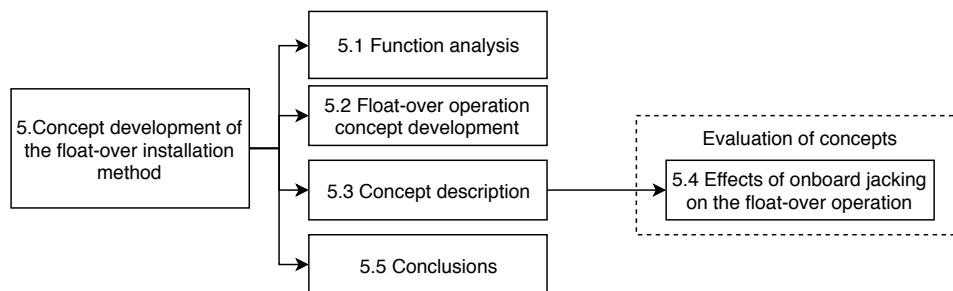 5.Concept development of
the float-over installation
method
5.1 Function analysis
5.2 Float-over operation
concept development
5.3 Concept description
5.5 Conclusions
Evaluation of concepts
5.4 Effects of onboard jacking
on the float-over operation